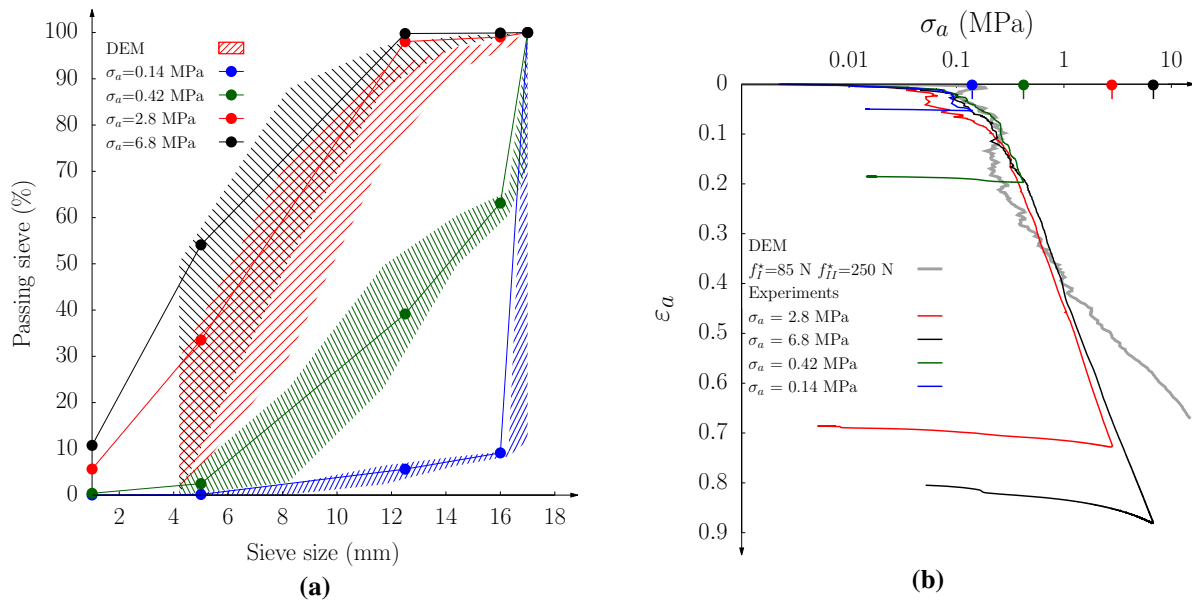 100
90
80
70
60
50
40
30
20
10
0
2 4 6 8 10 12 14 16 18
Passing sieve (%)
Sieve size (mm)
DEM
σa=0.14 MPa
σa=0.42 MPa
σa=2.8 MPa
σa=6.8 MPa
(a)
σa (MPa)
0.01 0.1 1 10
0
0.1
0.2
0.3
0.4
0.5
0.6
0.7
0.8
0.9
εa
DEM
f*I=85 N f*II=250 N
Experiments
σa = 2.8 MPa
σa = 6.8 MPa
σa = 0.42 MPa
σa = 0.14 MPa
(b)